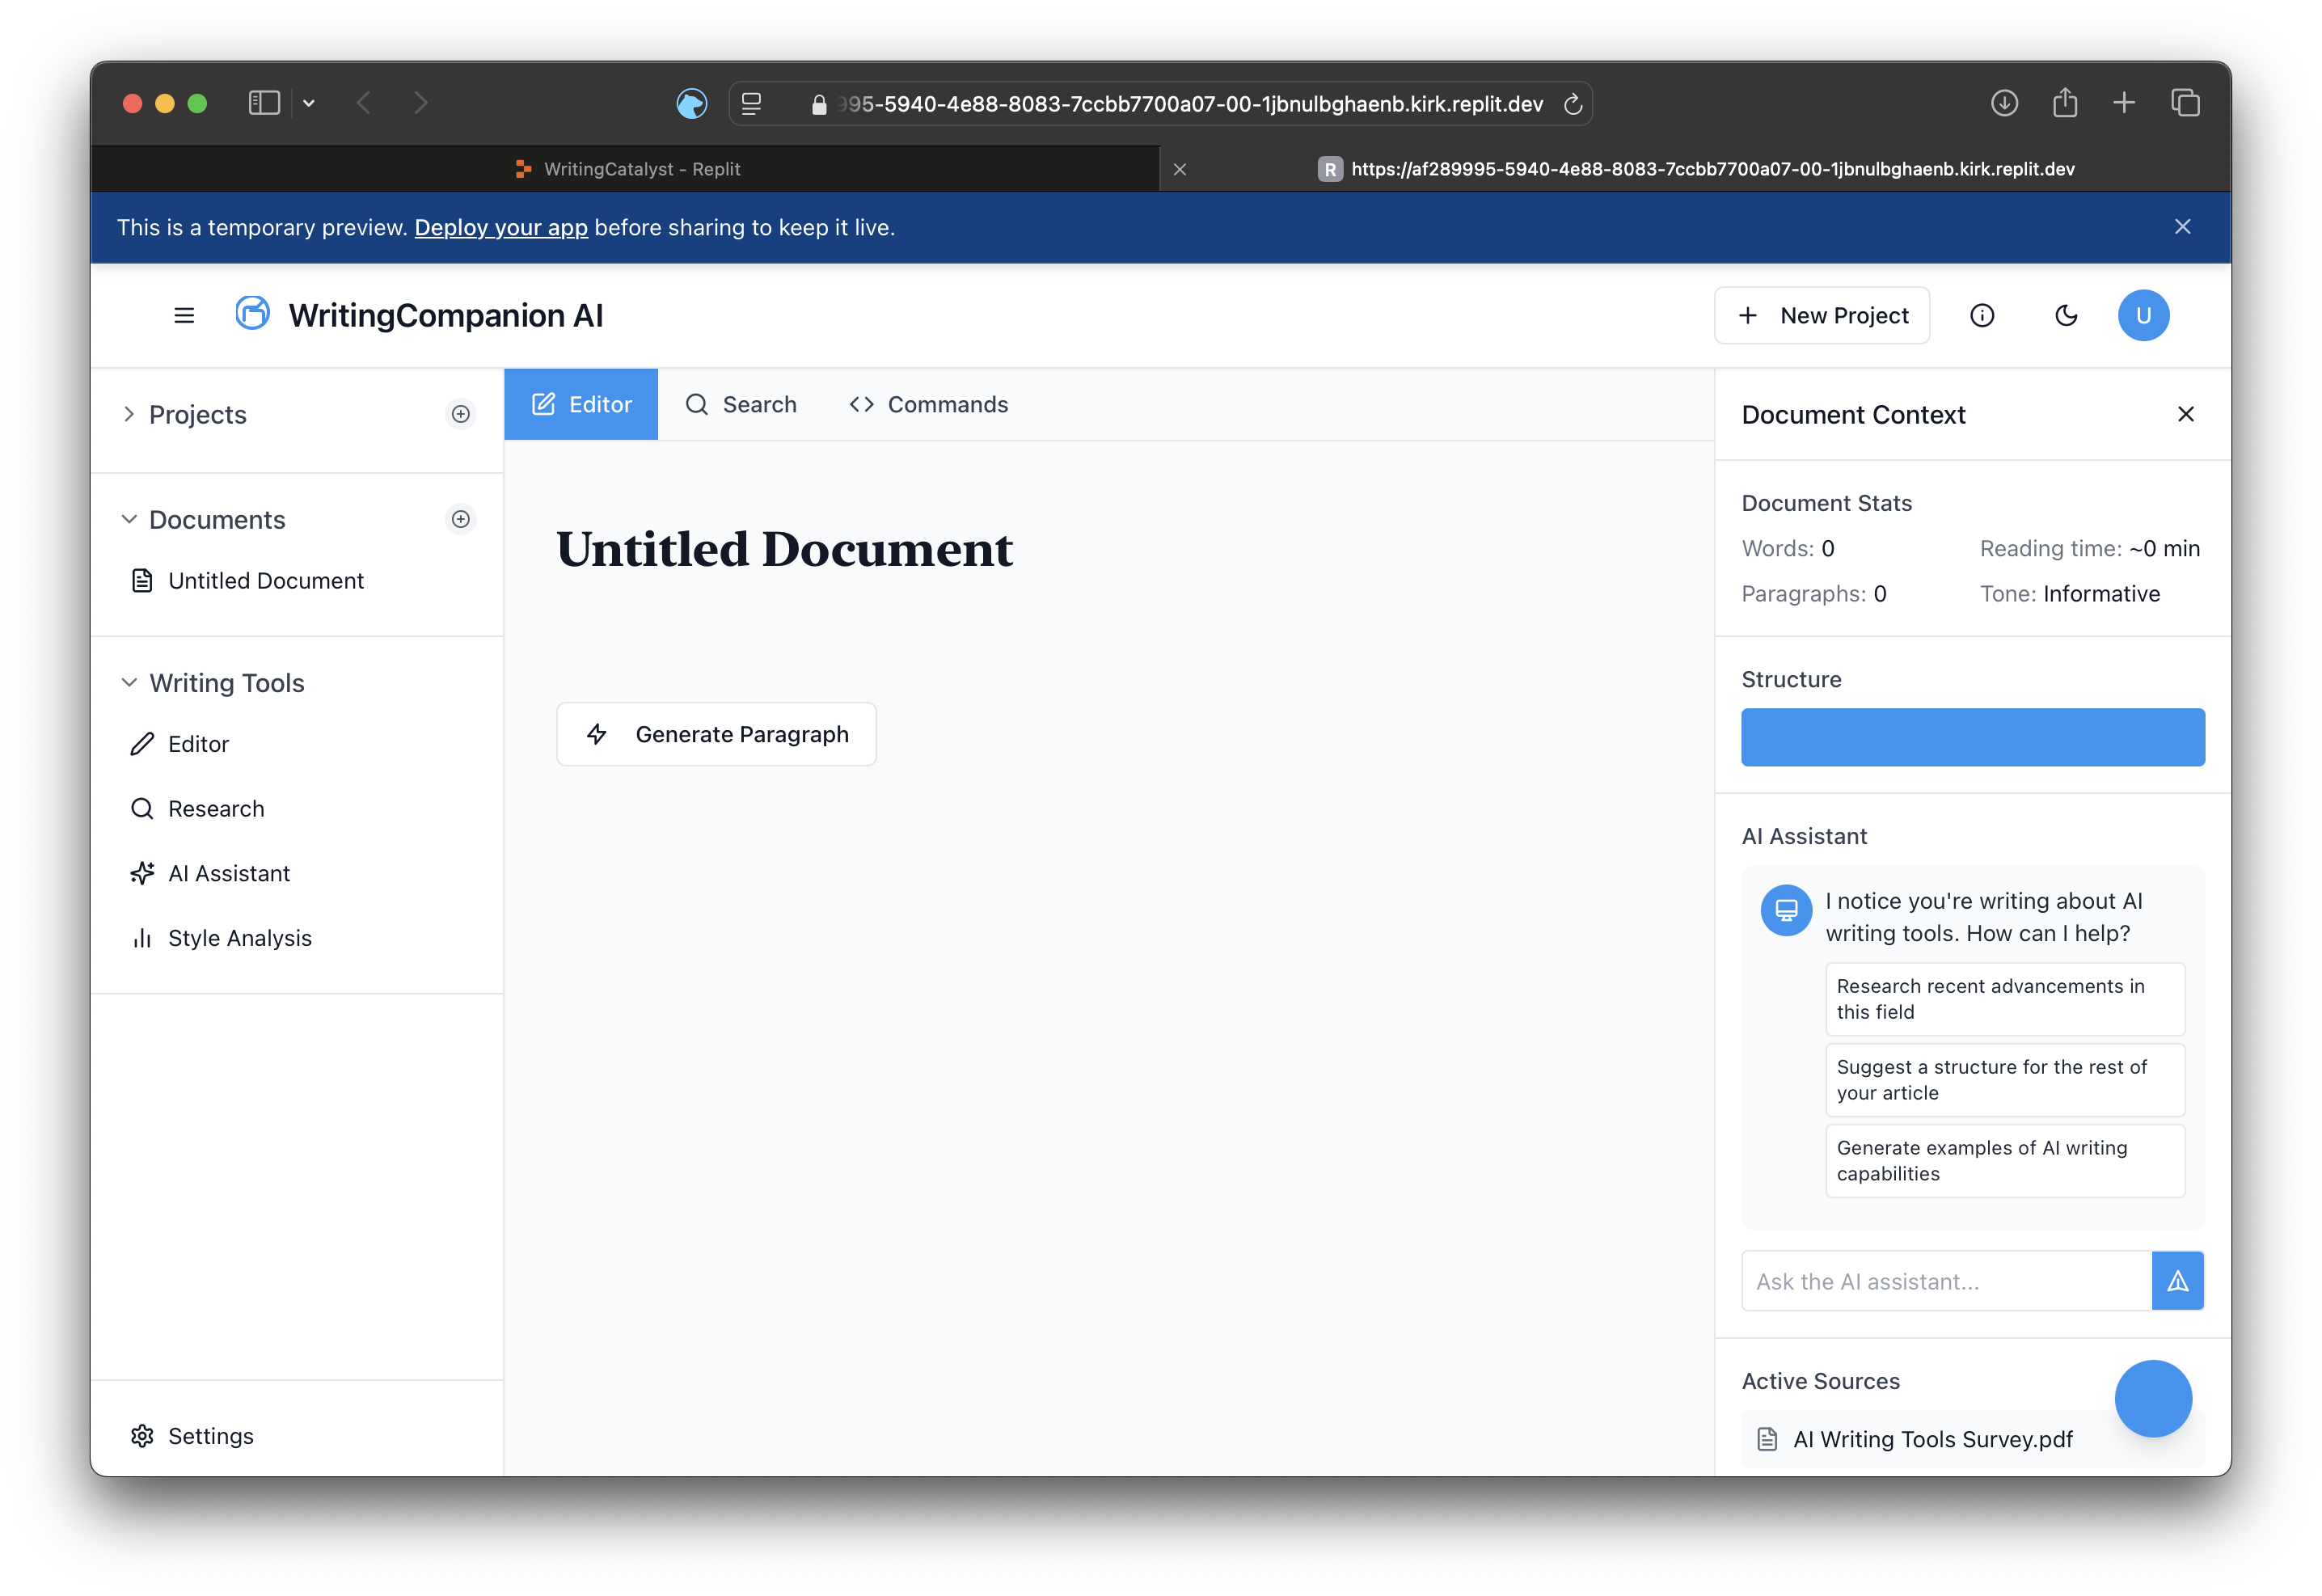 995-5940-4e88-8083-7ccbb7700a07-00-1jbnulbghaenb.kirk.replit.dev
WritingCatalyst - Replit
R https://af289995-5940-4e88-8083-7ccbb7700a07-00-1jbnulbghaenb.kirk.replit.dev
This is a temporary preview. Deploy your app before sharing to keep it live.
WritingCompanion AI
New Project
U
Projects
Documents
Untitled Document
Writing Tools
Editor
Research
AI Assistant
Style Analysis
Settings
Editor
Search
Commands
Untitled Document
Generate Paragraph
Document Context
Document Stats
Words: 0
Reading time: ~0 min
Paragraphs: 0
Tone: Informative
Structure
AI Assistant
I notice you're writing about AI
writing tools. How can I help?
Research recent advancements in
this field
Suggest a structure for the rest of
your article
Generate examples of AI writing
capabilities
Ask the AI assistant...
Active Sources
AI Writing Tools Survey.pdf